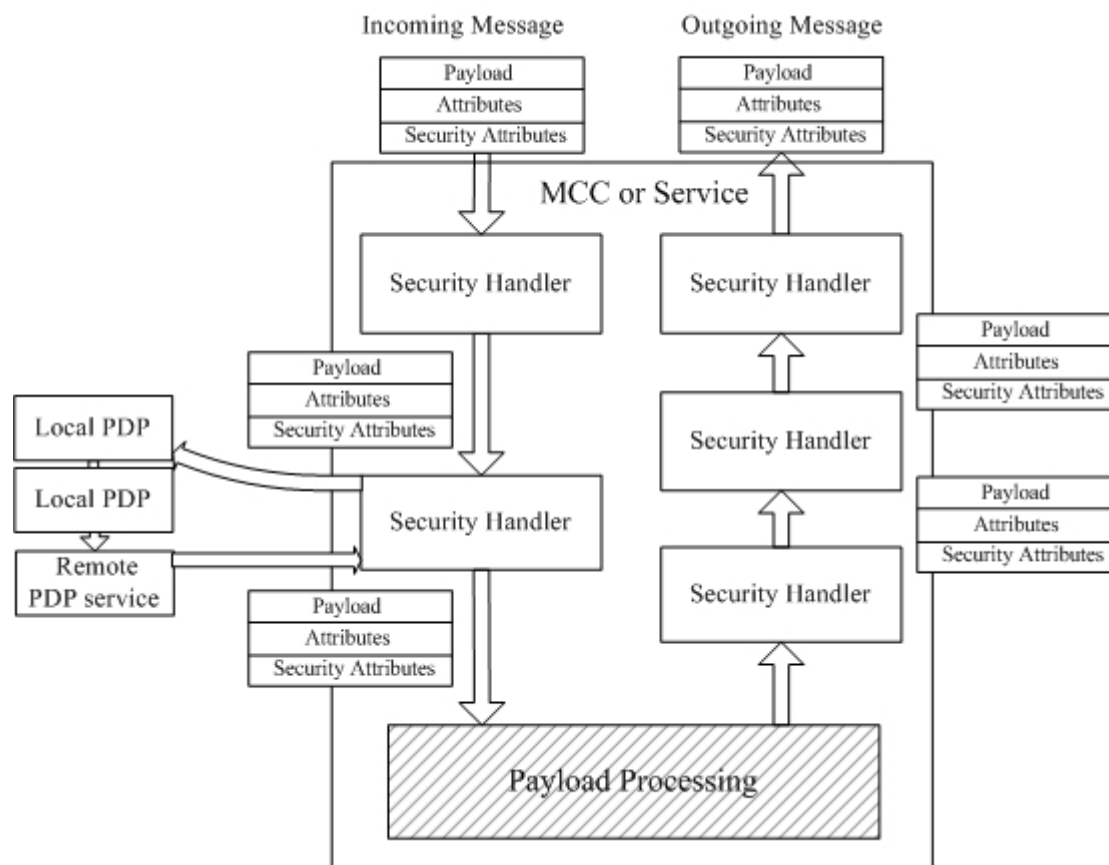 Incoming Message
Outgoing Message
Payload
Attributes
Security Attributes
Payload
Attributes
Security Attributes
MCC or Service
Security Handler
Security Handler
Payload
Attributes
Security Attributes
Payload
Attributes
Security Attributes
Local PDP
Local PDP
Remote
PDP service
Security Handler
Security Handler
Payload
Attributes
Security Attributes
Payload
Attributes
Security Attributes
Security Handler
Payload Processing